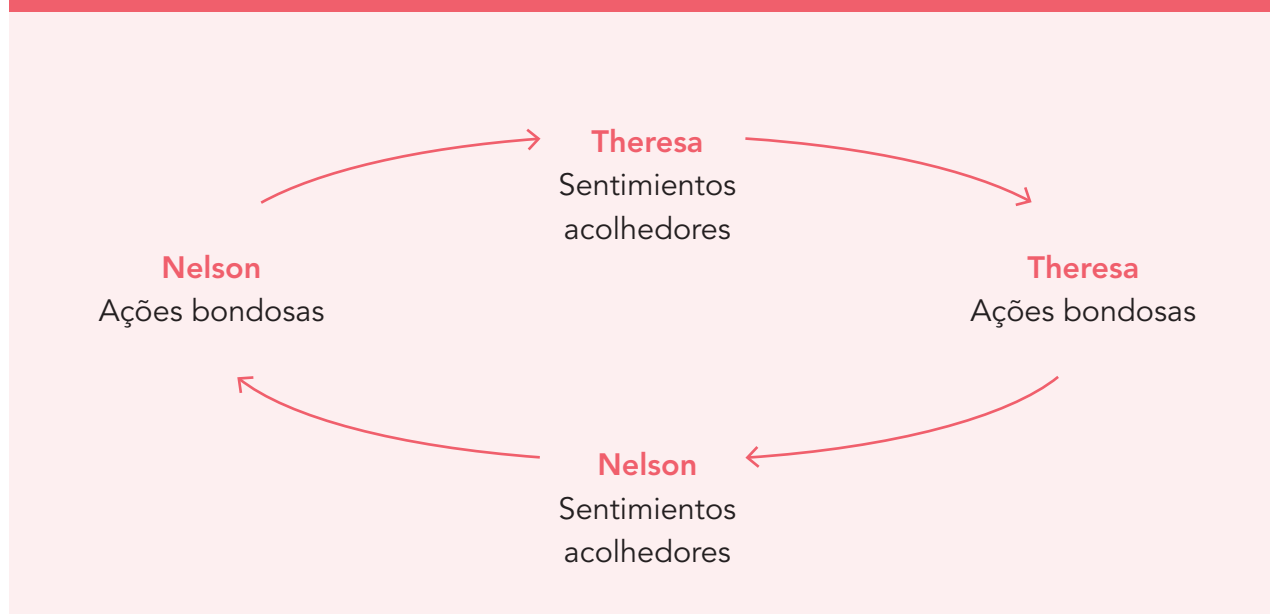 Theresa
Sentimientos
acolhedores
Nelson
Ações bondosas
Theresa
Ações bondosas
Nelson
Sentimientos
acolhedores